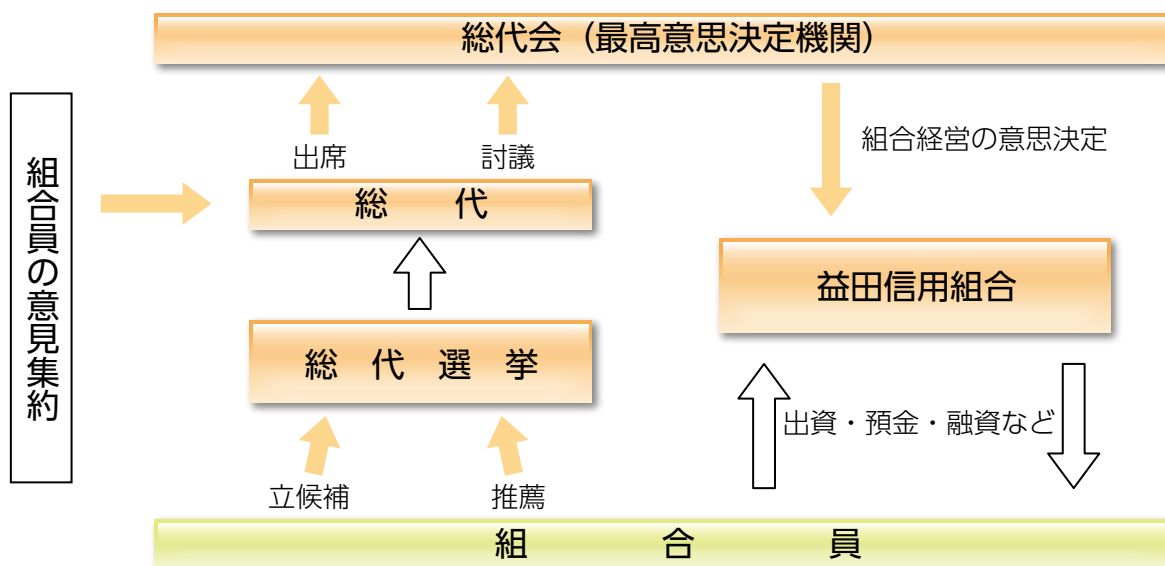 総代会（最高意思決定機関）
組合員の意見集約
出席
討議
組合経営の意思決定
総代
益田信用組合
総代選挙
出資・預金・融資など
立候補
推薦
組合員